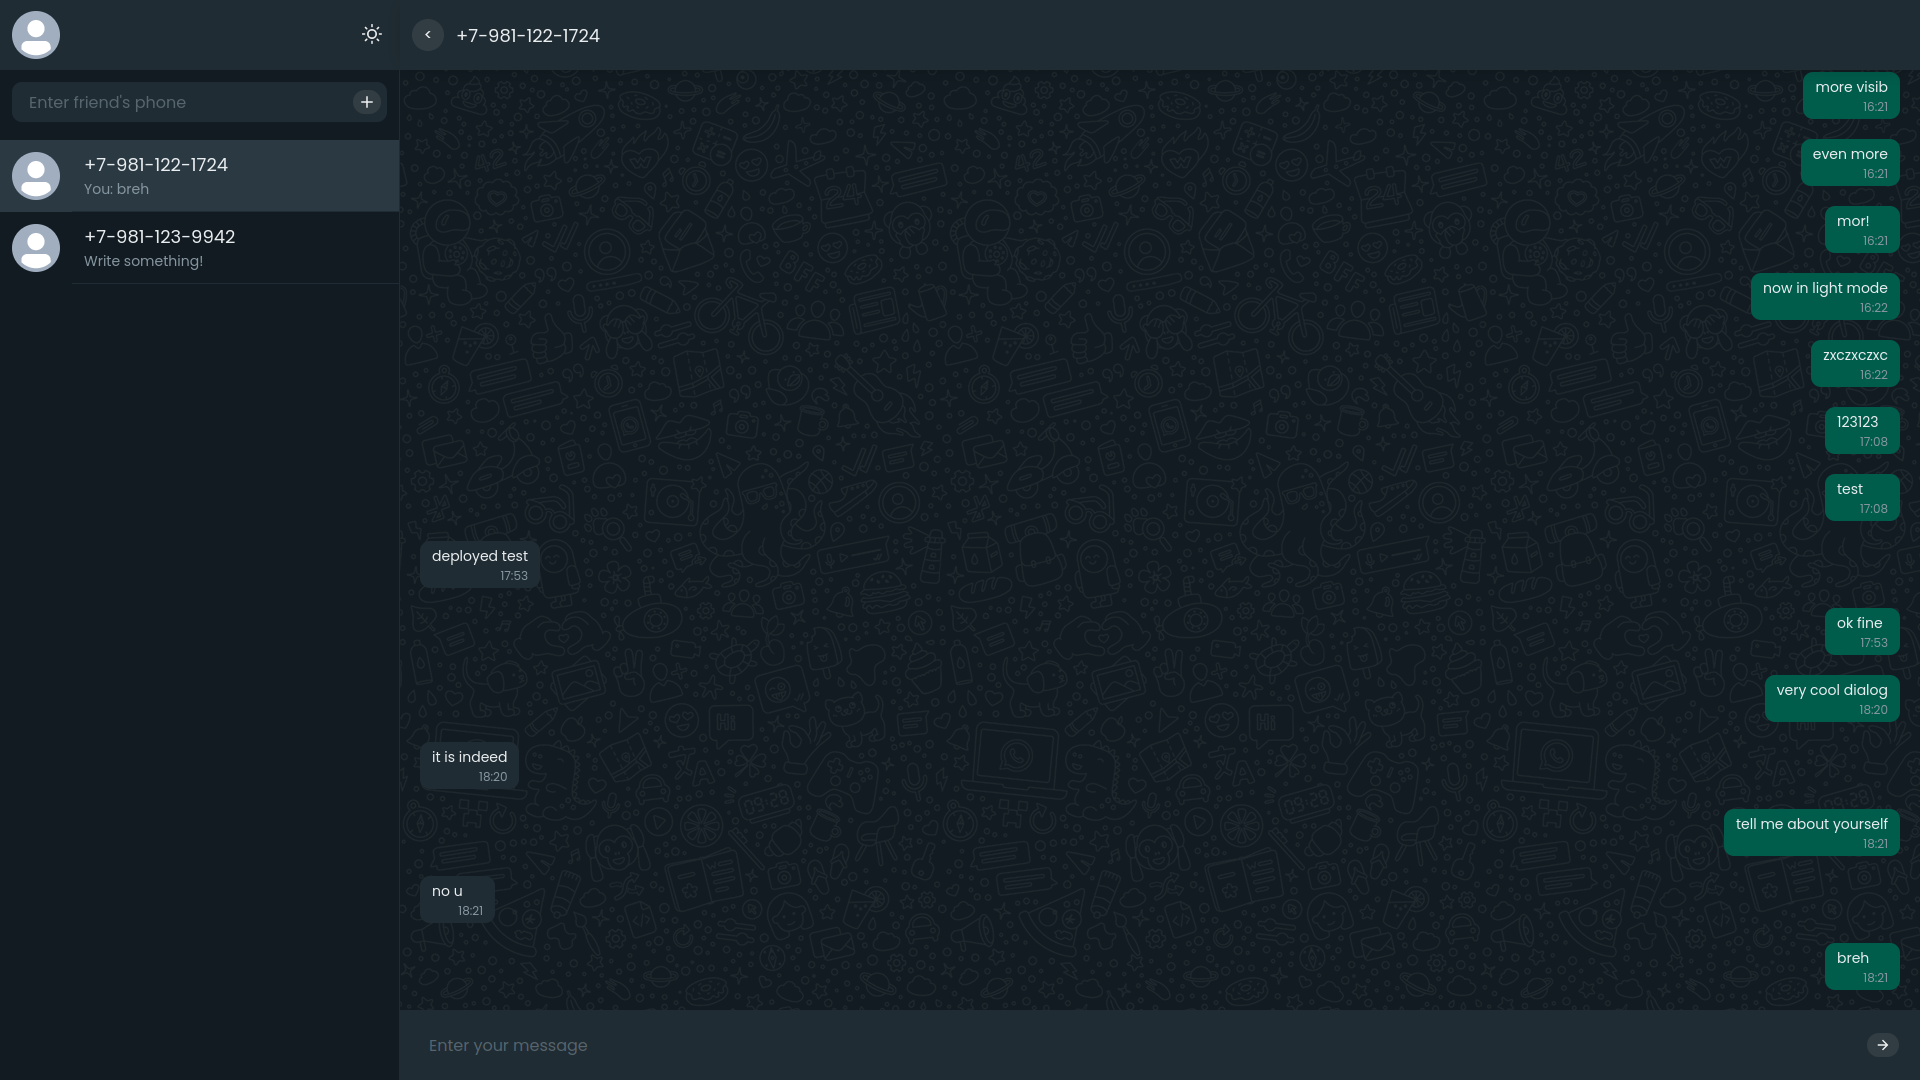 Enter friend's phone
+7-981-122-1724
You: breh
+7-981-123-9942
Write something!
<
+7-981-122-1724
more visib
16:21
even more
16:21
mor!
16:21
now in light mode
16:22
zxczxczxc
16:22
123123
17:08
test
17:08
deployed test
17:53
ok fine
17:53
very cool dialog
18:20
it is indeed
18:20
tell me about yourself
18:21
no u
18:21
breh
18:21
Enter your message